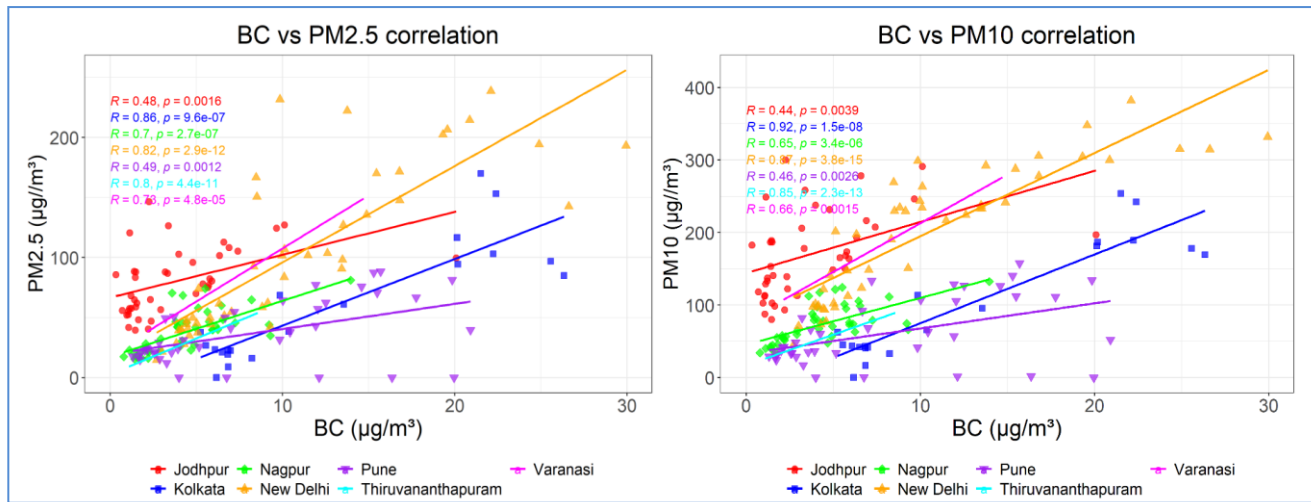 BC vs PM2.5 correlation
R = 0.48, p = 0.0016
R = 0.86, p = 9.6e-07
R = 0.7, p = 2.7e-07
R = 0.82, p = 2.9e-12
R = 0.49, p = 0.0012
R = 0.8, p = 4.4e-11
R = 0.73, p = 4.8e-05
PM2.5 (µg//m³)
200
100
0
0 10 20 30
BC (µg/m³)
Jodhpur Nagpur Pune Varanasi
Kolkata New Delhi Thiruvananthapuram
BC vs PM10 correlation
R = 0.44, p = 0.0039
R = 0.92, p = 1.5e-08
R = 0.65, p = 3.4e-06
R = 0.87, p = 3.8e-15
R = 0.46, p = 0.0026
R = 0.85, p = 2.3e-13
R = 0.66, p = 0.0015
PM10 (µg//m³)
400
300
200
100
0
0 10 20 30
BC (µg/m³)
Jodhpur Nagpur Pune Varanasi
Kolkata New Delhi Thiruvananthapuram